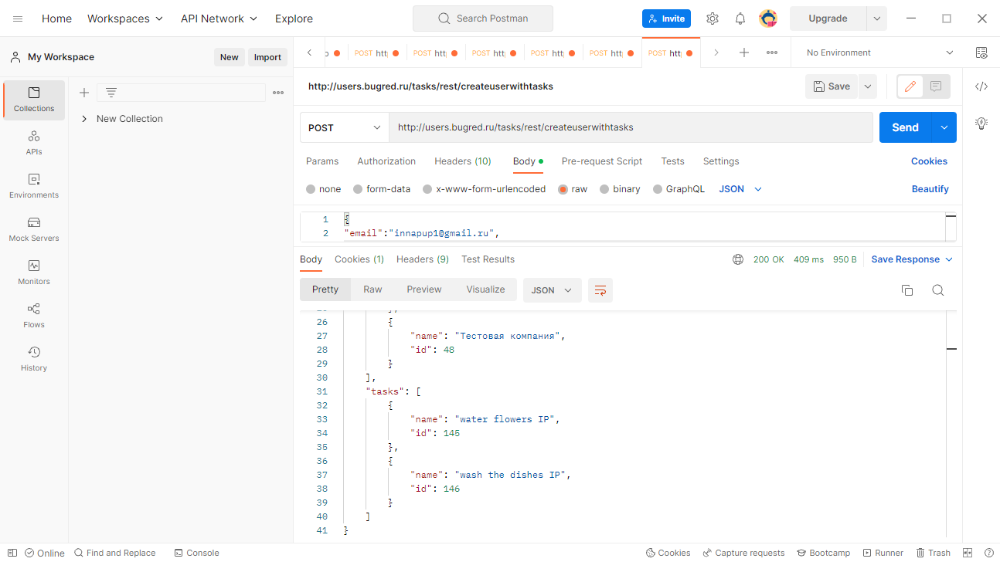 Home Workspaces API Network Explore Search Postman Invite Upgrade
My Workspace New Import POST htt POST htt POST htt POST htt POST htt POST htt No Environment
http://users.bugred.ru/tasks/rest/createuserwithtasks Save
Collections
New Collection
APIs
Environments
Mock Servers
Monitors
Flows
History
POST http://users.bugred.ru/tasks/rest/createuserwithtasks Send
Params Authorization Headers (10) Body Pre-request Script Tests Settings Cookies
none form-data x-www-form-urlencoded raw binary GraphQL JSON Beautify
1 {
2 "email":"innapup1@gmail.ru",
Body Cookies (1) Headers (9) Test Results 200 OK 409 ms 950 B Save Response
Pretty Raw Preview Visualize JSON
26 {
27 "name": "Тестовая компания",
28 "id": 48
29 }
30 ],
31 "tasks": [
32 {
33 "name": "water flowers IP",
34 "id": 145
35 },
36 {
37 "name": "wash the dishes IP",
38 "id": 146
39 }
40 ]
41 }
Online Find and Replace Console Cookies Capture requests Bootcamp Runner Trash